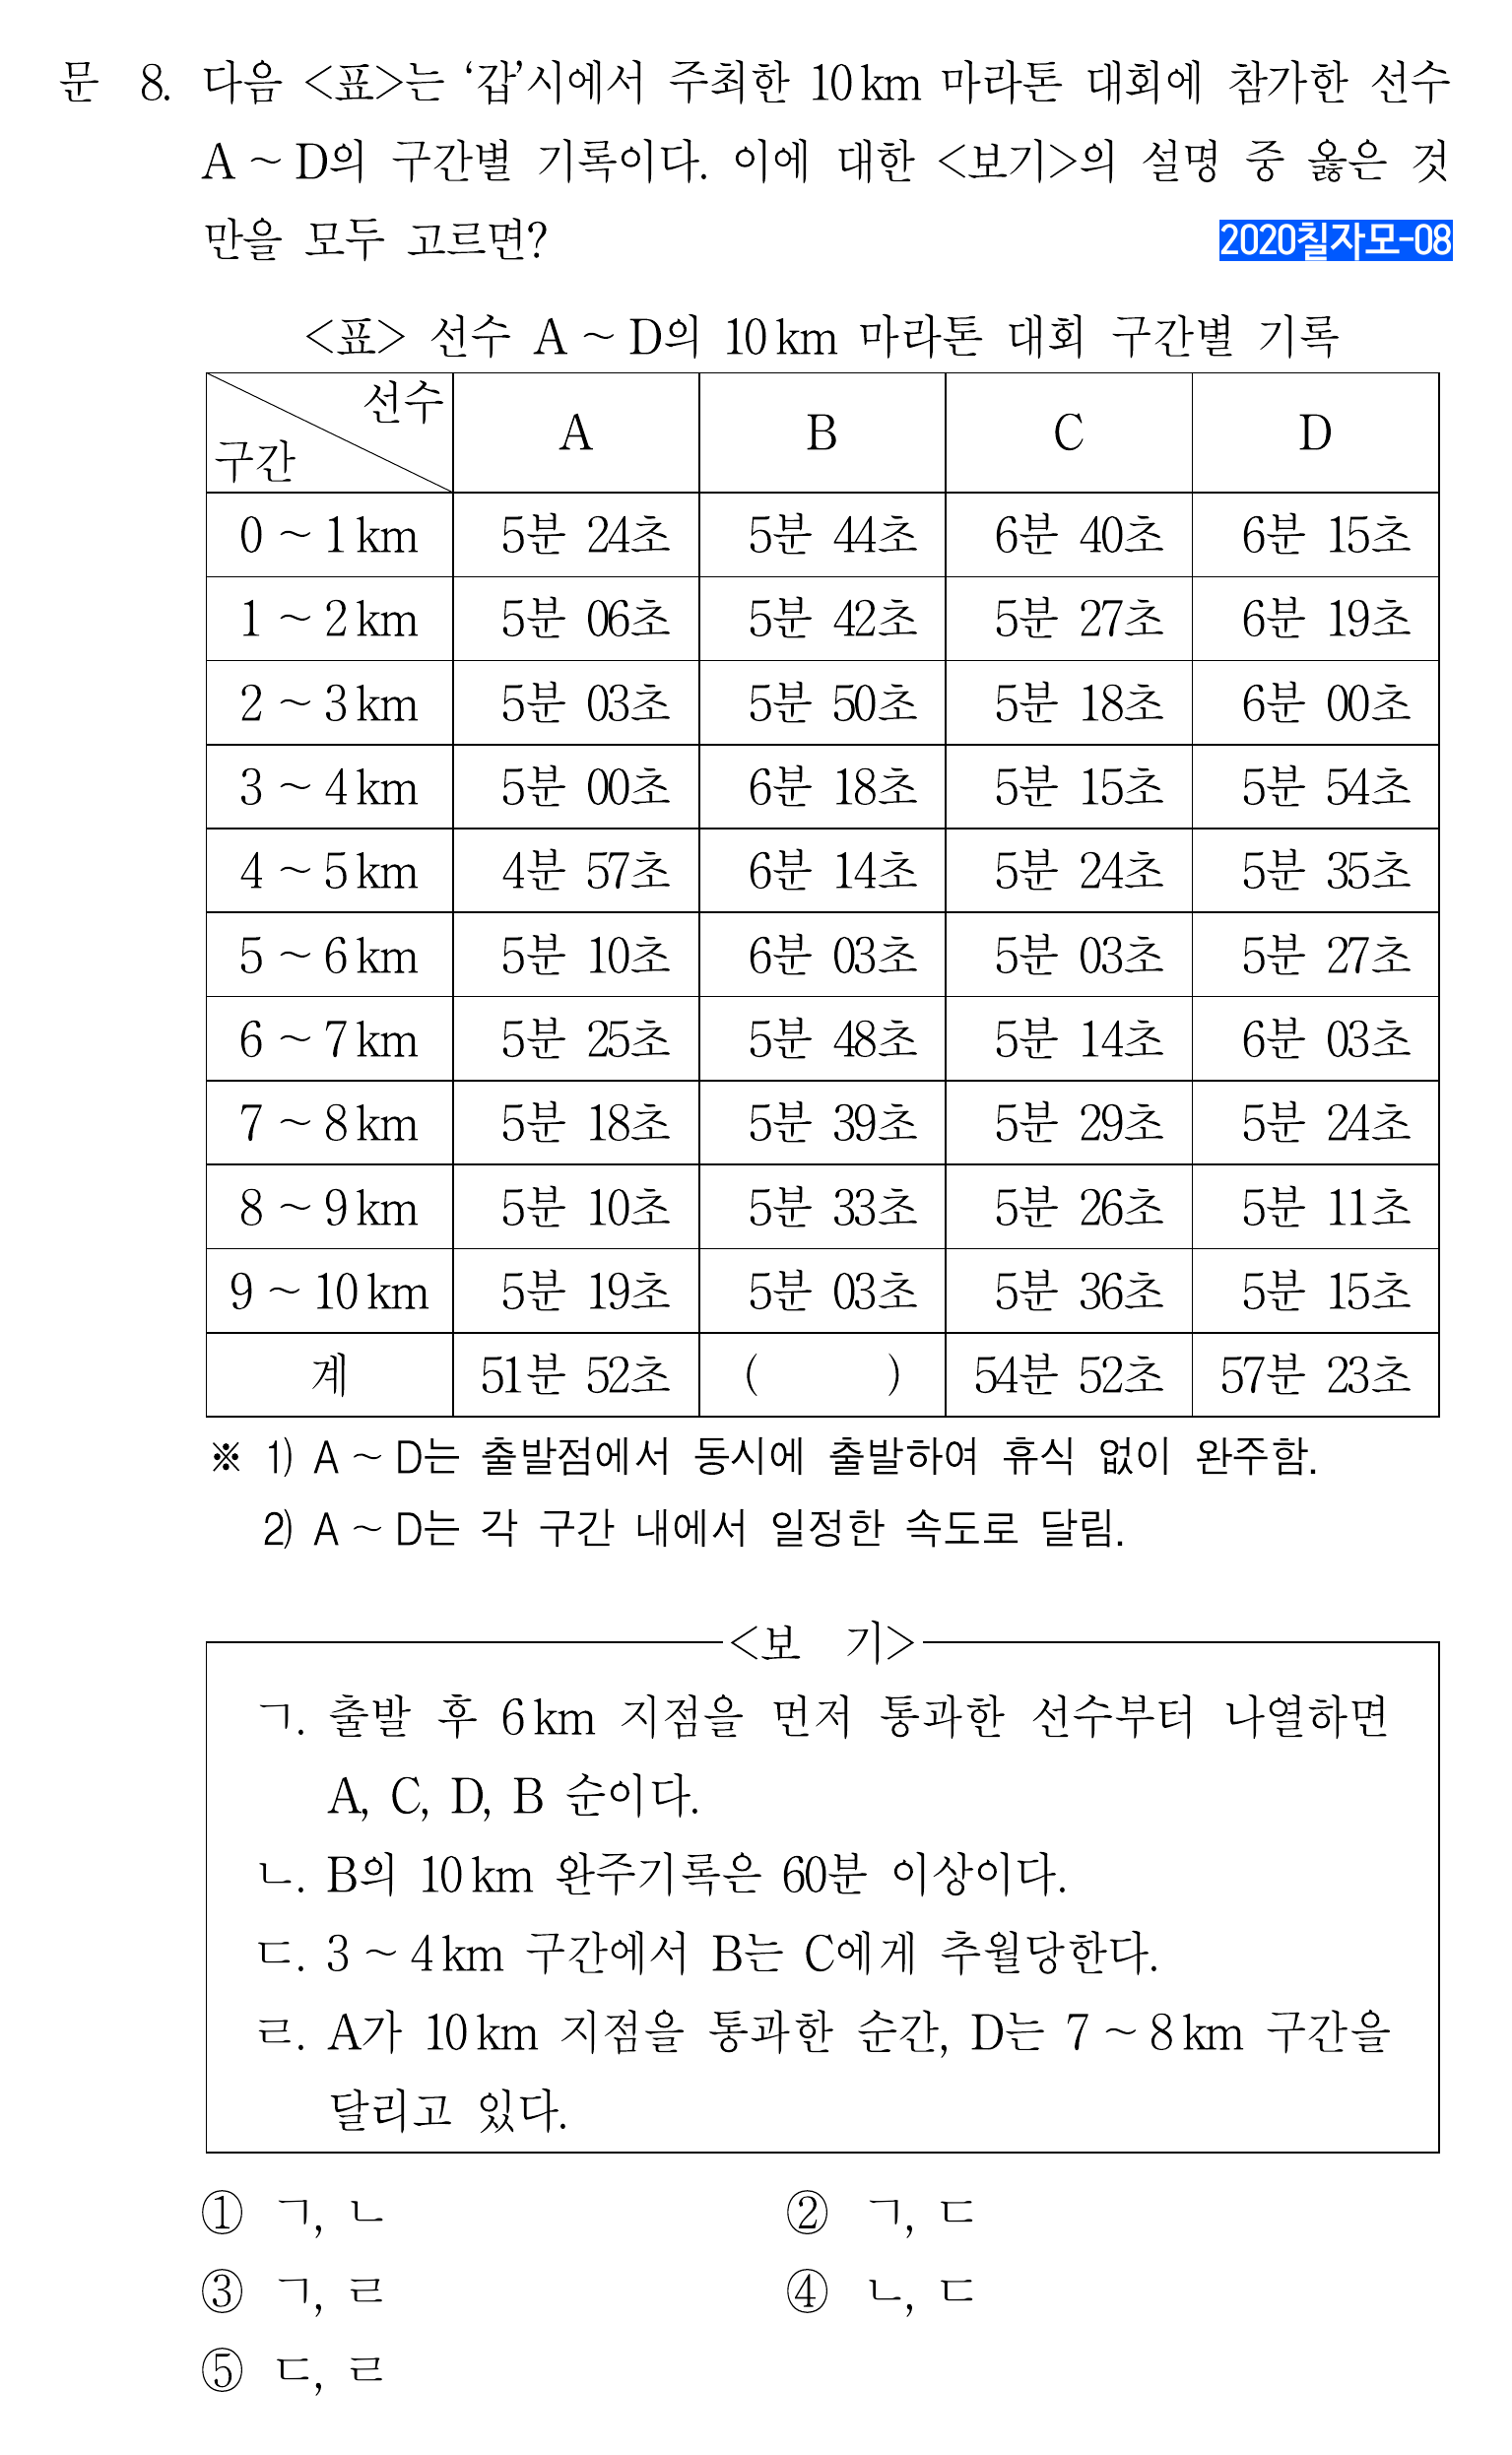 문 8. 다음 <표>는 ‘갑’시에서 주최한 10 km 마라톤 대회에 참가한 선수
A ~ D의 구간별 기록이다. 이에 대한 <보기>의 설명 중 옳은 것
만을 모두 고르면?
2020칠자모-08
<표> 선수 A ~ D의 10 km 마라톤 대회 구간별 기록
구간 선수 A B C D
0 ~ 1 km 5분 24초 5분 44초 6분 40초 6분 15초
1 ~ 2 km 5분 06초 5분 42초 5분 27초 6분 19초
2 ~ 3 km 5분 03초 5분 50초 5분 18초 6분 00초
3 ~ 4 km 5분 00초 6분 18초 5분 15초 5분 54초
4 ~ 5 km 4분 57초 6분 14초 5분 24초 5분 35초
5 ~ 6 km 5분 10초 6분 03초 5분 03초 5분 27초
6 ~ 7 km 5분 25초 5분 48초 5분 14초 6분 03초
7 ~ 8 km 5분 18초 5분 39초 5분 29초 5분 24초
8 ~ 9 km 5분 10초 5분 33초 5분 26초 5분 11초
9 ~ 10 km 5분 19초 5분 03초 5분 36초 5분 15초
계 51분 52초 ( ) 54분 52초 57분 23초
※ 1) A ~ D는 출발점에서 동시에 출발하여 휴식 없이 완주함.
2) A ~ D는 각 구간 내에서 일정한 속도로 달림.
<보 기>
ㄱ. 출발 후 6 km 지점을 먼저 통과한 선수부터 나열하면
A, C, D, B 순이다.
ㄴ. B의 10 km 완주기록은 60분 이상이다.
ㄷ. 3 ~ 4 km 구간에서 B는 C에게 추월당한다.
ㄹ. A가 10 km 지점을 통과한 순간, D는 7 ~ 8 km 구간을
달리고 있다.
① ㄱ, ㄴ ② ㄱ, ㄷ
③ ㄱ, ㄹ ④ ㄴ, ㄷ
⑤ ㄷ, ㄹ